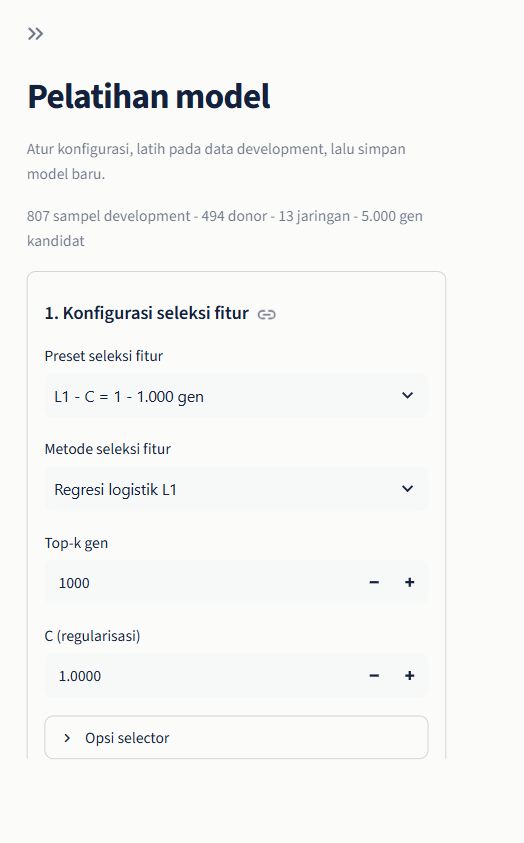 Pelatihan model
Atur konfigurasi, latih pada data development, lalu simpan
model baru.
807 sampel development - 494 donor - 13 jaringan - 5.000 gen
kandidat
1. Konfigurasi seleksi fitur
Preset seleksi fitur
L1 - C = 1 - 1.000 gen
Metode seleksi fitur
Regresi logistik L1
Top-k gen
1000
C (regularisasi)
1.0000
Opsi selector